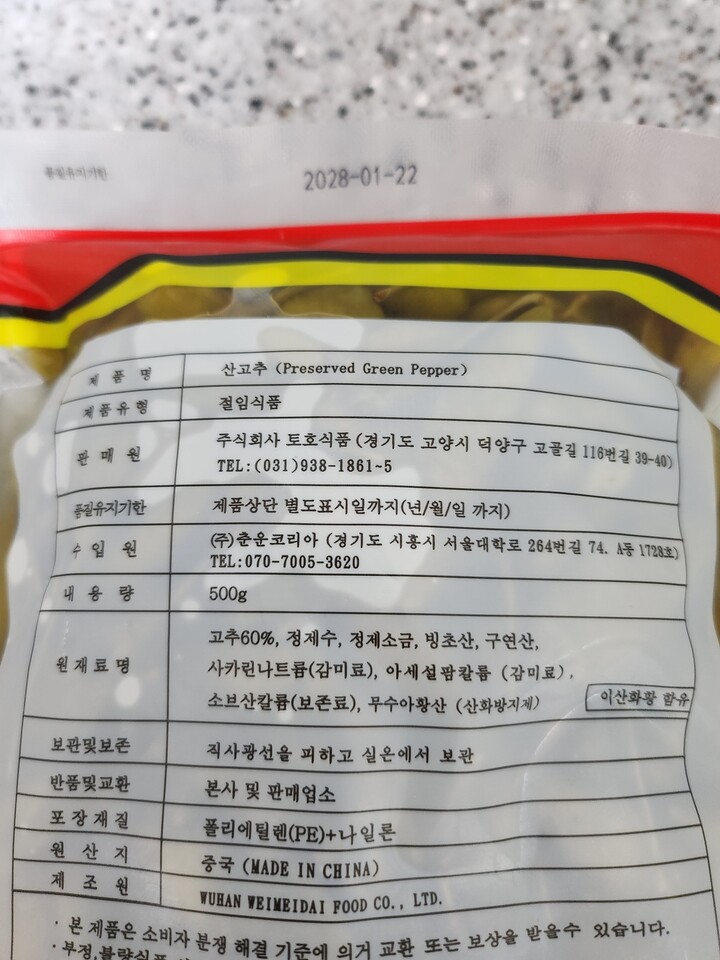 품질유지기한 2028-01-22
제품명 산고추 (Preserved Green Pepper)
제품유형 절임식품
판매원 주식회사 토호식품 (경기도 고양시 덕양구 고골길 116번길 39-40)
TEL:(031)938-1861~5
품질유지기한 제품상단 별도표시일까지(년/월/일 까지)
수입원 (주)춘운코리아 (경기도 시흥시 서울대학로 264번길 74. A동 1728호)
TEL:070-7005-3620
내용량 500g
원재료명 고추60%, 정제수, 정제소금, 빙초산, 구연산,
사카린나트륨(감미료), 아세설팜칼륨 (감미료),
소브산칼륨(보존료), 무수아황산 (산화방지제) 이산화황 함유
보관및보존 직사광선을 피하고 실온에서 보관
반품및교환 본사 및 판매업소
포장재질 폴리에틸렌(PE)+나일론
원산지 중국 (MADE IN CHINA)
제조원 WUHAN WEIMEIDAI FOOD CO., LTD.
· 본 제품은 소비자 분쟁 해결 기준에 의거 교환 또는 보상을 받을수 있습니다.
· 부정,불량식품